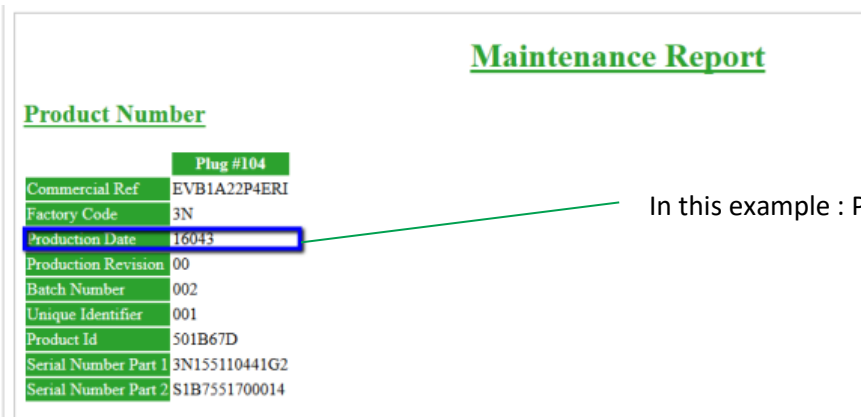 Maintenance Report
Product Number
Plug #104
Commercial Ref EVB1A22P4ERI
Factory Code 3N
Production Date 16043
In this example : P
Production Revision 00
Batch Number 002
Unique Identifier 001
Product Id 501B67D
Serial Number Part 1 3N155110441G2
Serial Number Part 2 S1B7551700014